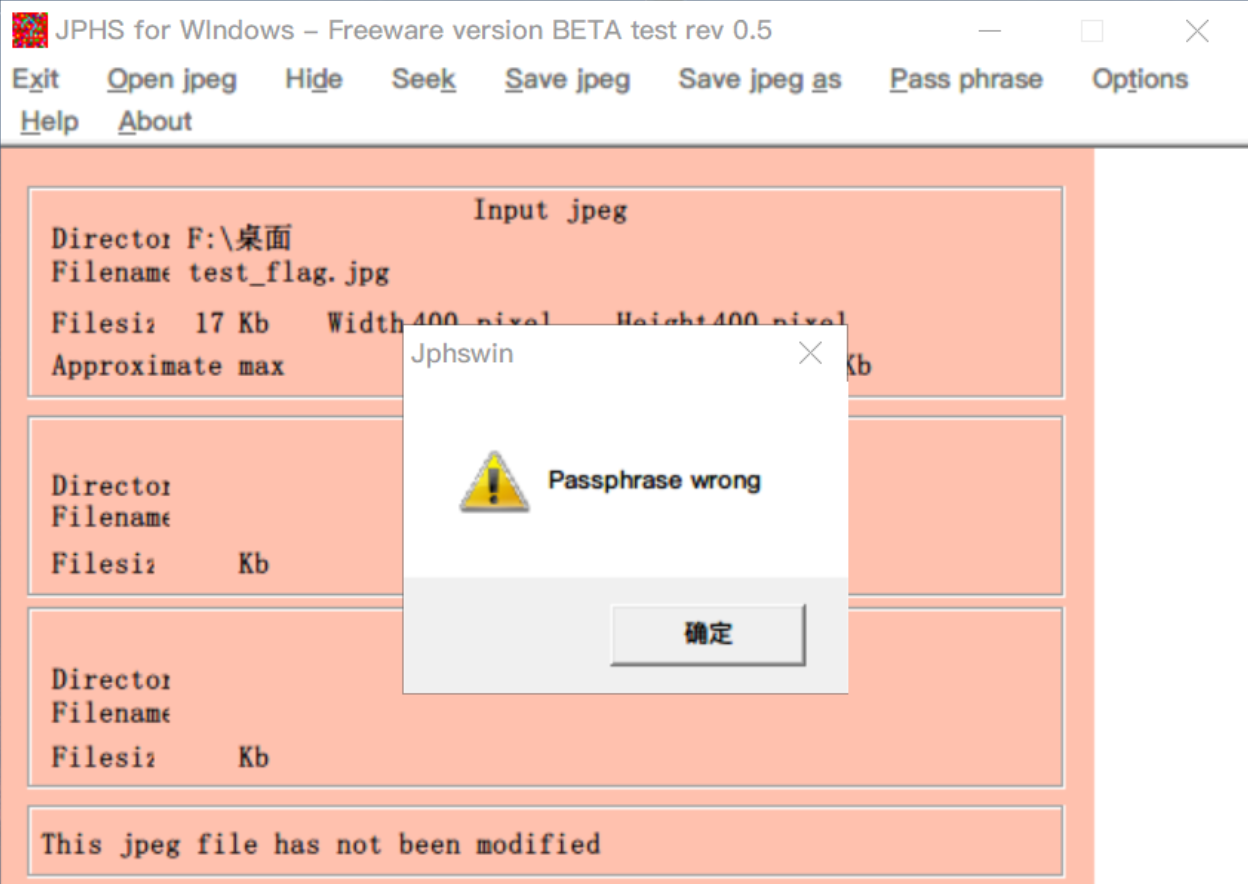 JPHS for WIndows - Freeware version BETA test rev 0.5
Exit Open jpeg Hide Seek Save jpeg Save jpeg as Pass phrase Options
Help About
Input jpeg
Director F:\桌面
Filename test_flag.jpg
Filesiz 17 Kb Width 400 pixel Height 400 pixel
Approximate max Kb
Jphswin
Passphrase wrong
确定
Director
Filename
Filesiz Kb
Director
Filename
Filesiz Kb
This jpeg file has not been modified